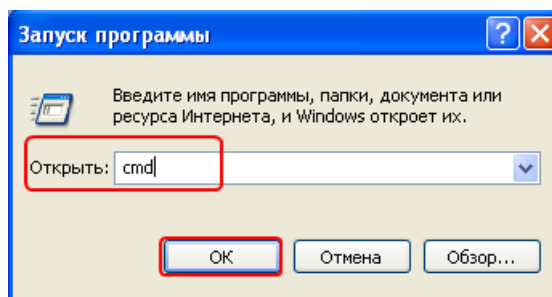 Запуск программы
Введите имя программы, папки, документа или
ресурса Интернета, и Windows откроет их.
Открыть: cmd
ОК Отмена Обзор...